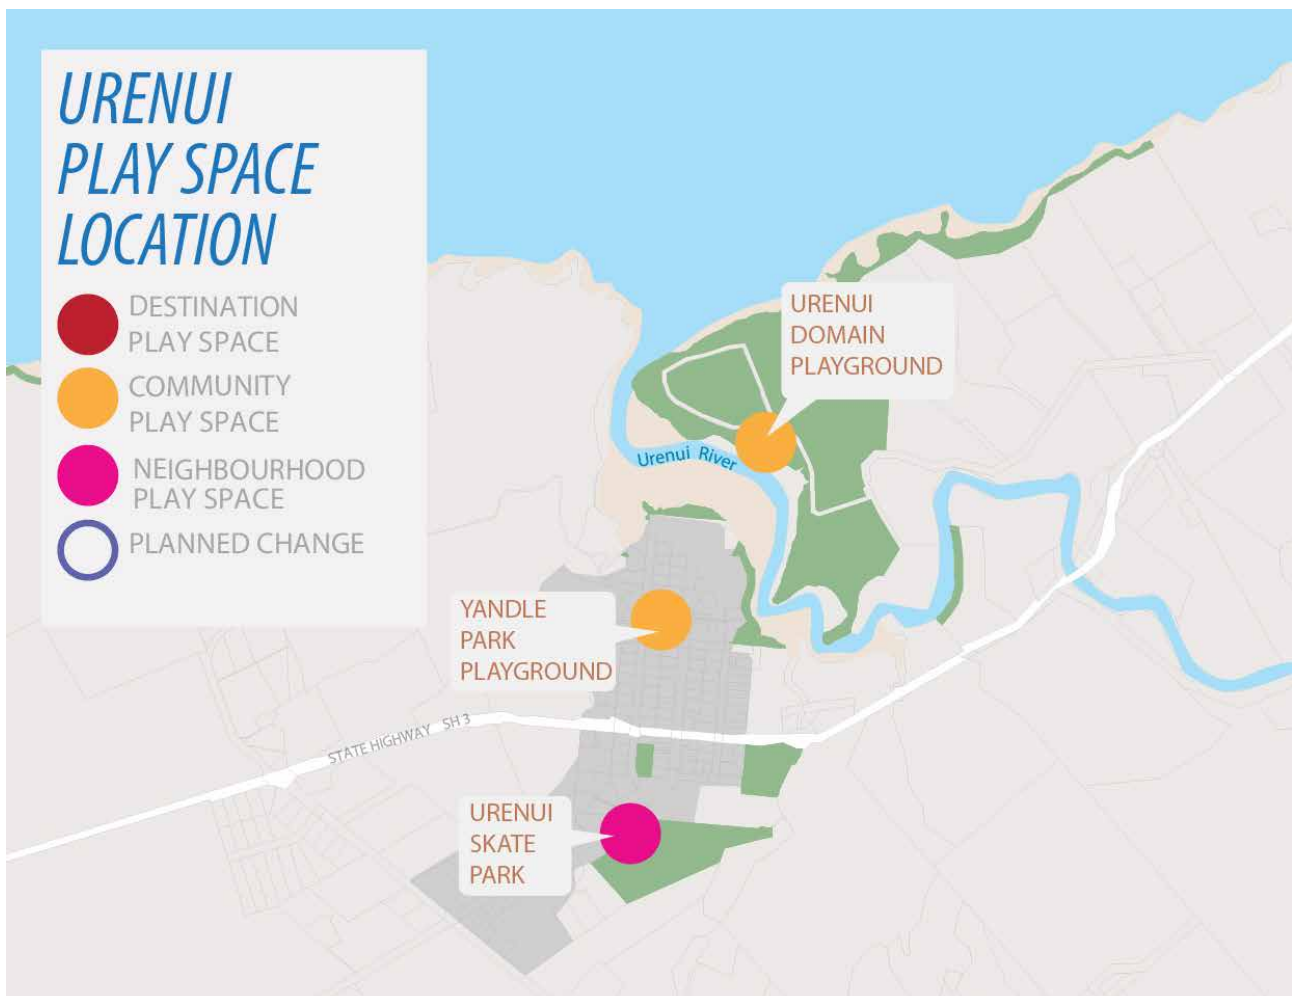 URENUI
PLAY SPACE
LOCATION
DESTINATION
PLAY SPACE
COMMUNITY
PLAY SPACE
NEIGHBOURHOOD
PLAY SPACE
PLANNED CHANGE
URENUI
DOMAIN
PLAYGROUND
Urenui River
YANDLE
PARK
PLAYGROUND
STATE HIGHWAY SH 3
URENUI
SKATE
PARK